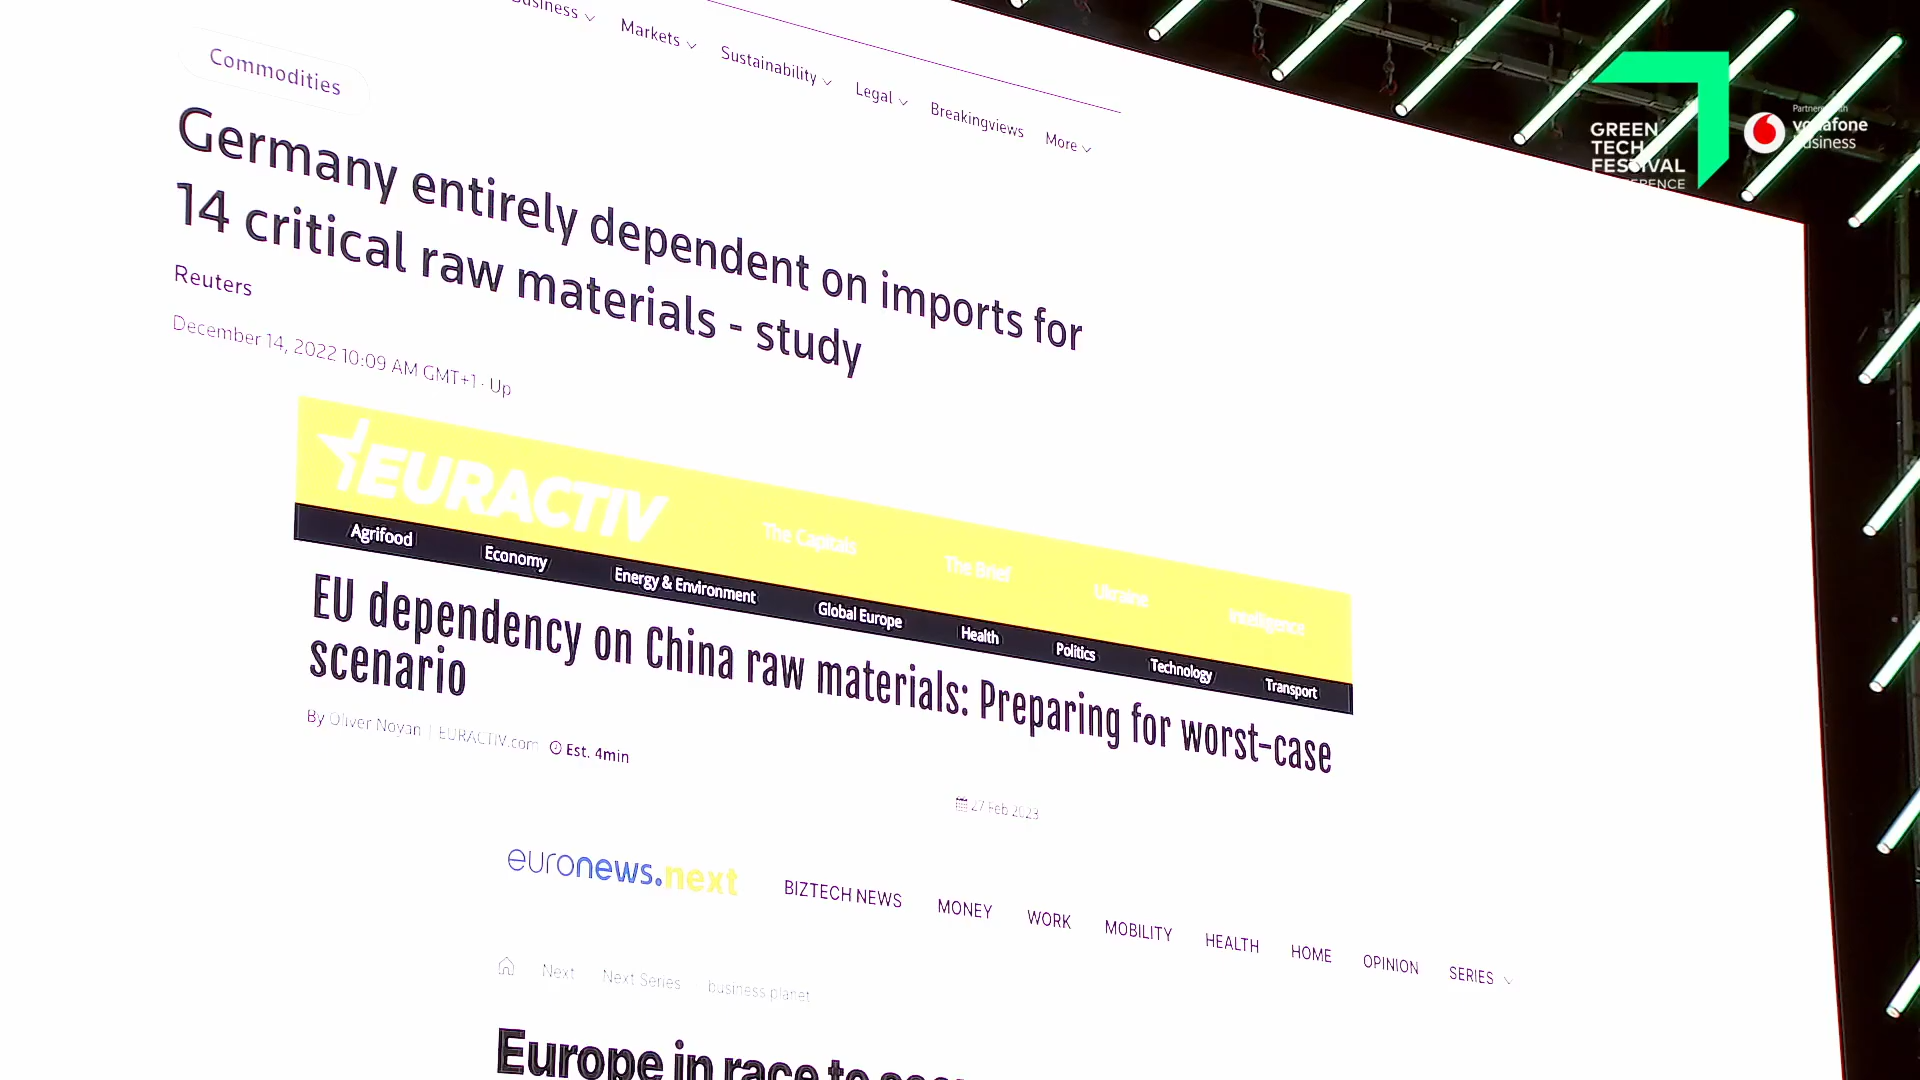 Business
Markets
Sustainability
Legal
Breakingviews
More
Commodities
Germany entirely dependent on imports for
14 critical raw materials - study
Reuters
December 14, 2022 10:09 AM GMT+1 · Up
GREEN
TECH
FESTIVAL
Partner
vodafone
business
EURACTIV
The Capitals
The Brief
Ukraine
Intelligence
Agrifood
Economy
Energy & Environment
Global Europe
Health
Politics
Technology
Transport
EU dependency on China raw materials: Preparing for worst-case
scenario
By Oliver Noyan | EURACTIV.com Est. 4min
27 Feb 2023
euronews.next
BIZTECH NEWS
MONEY
WORK
MOBILITY
HEALTH
HOME
OPINION
SERIES
Next
Next Series
business planet
Europe in race to